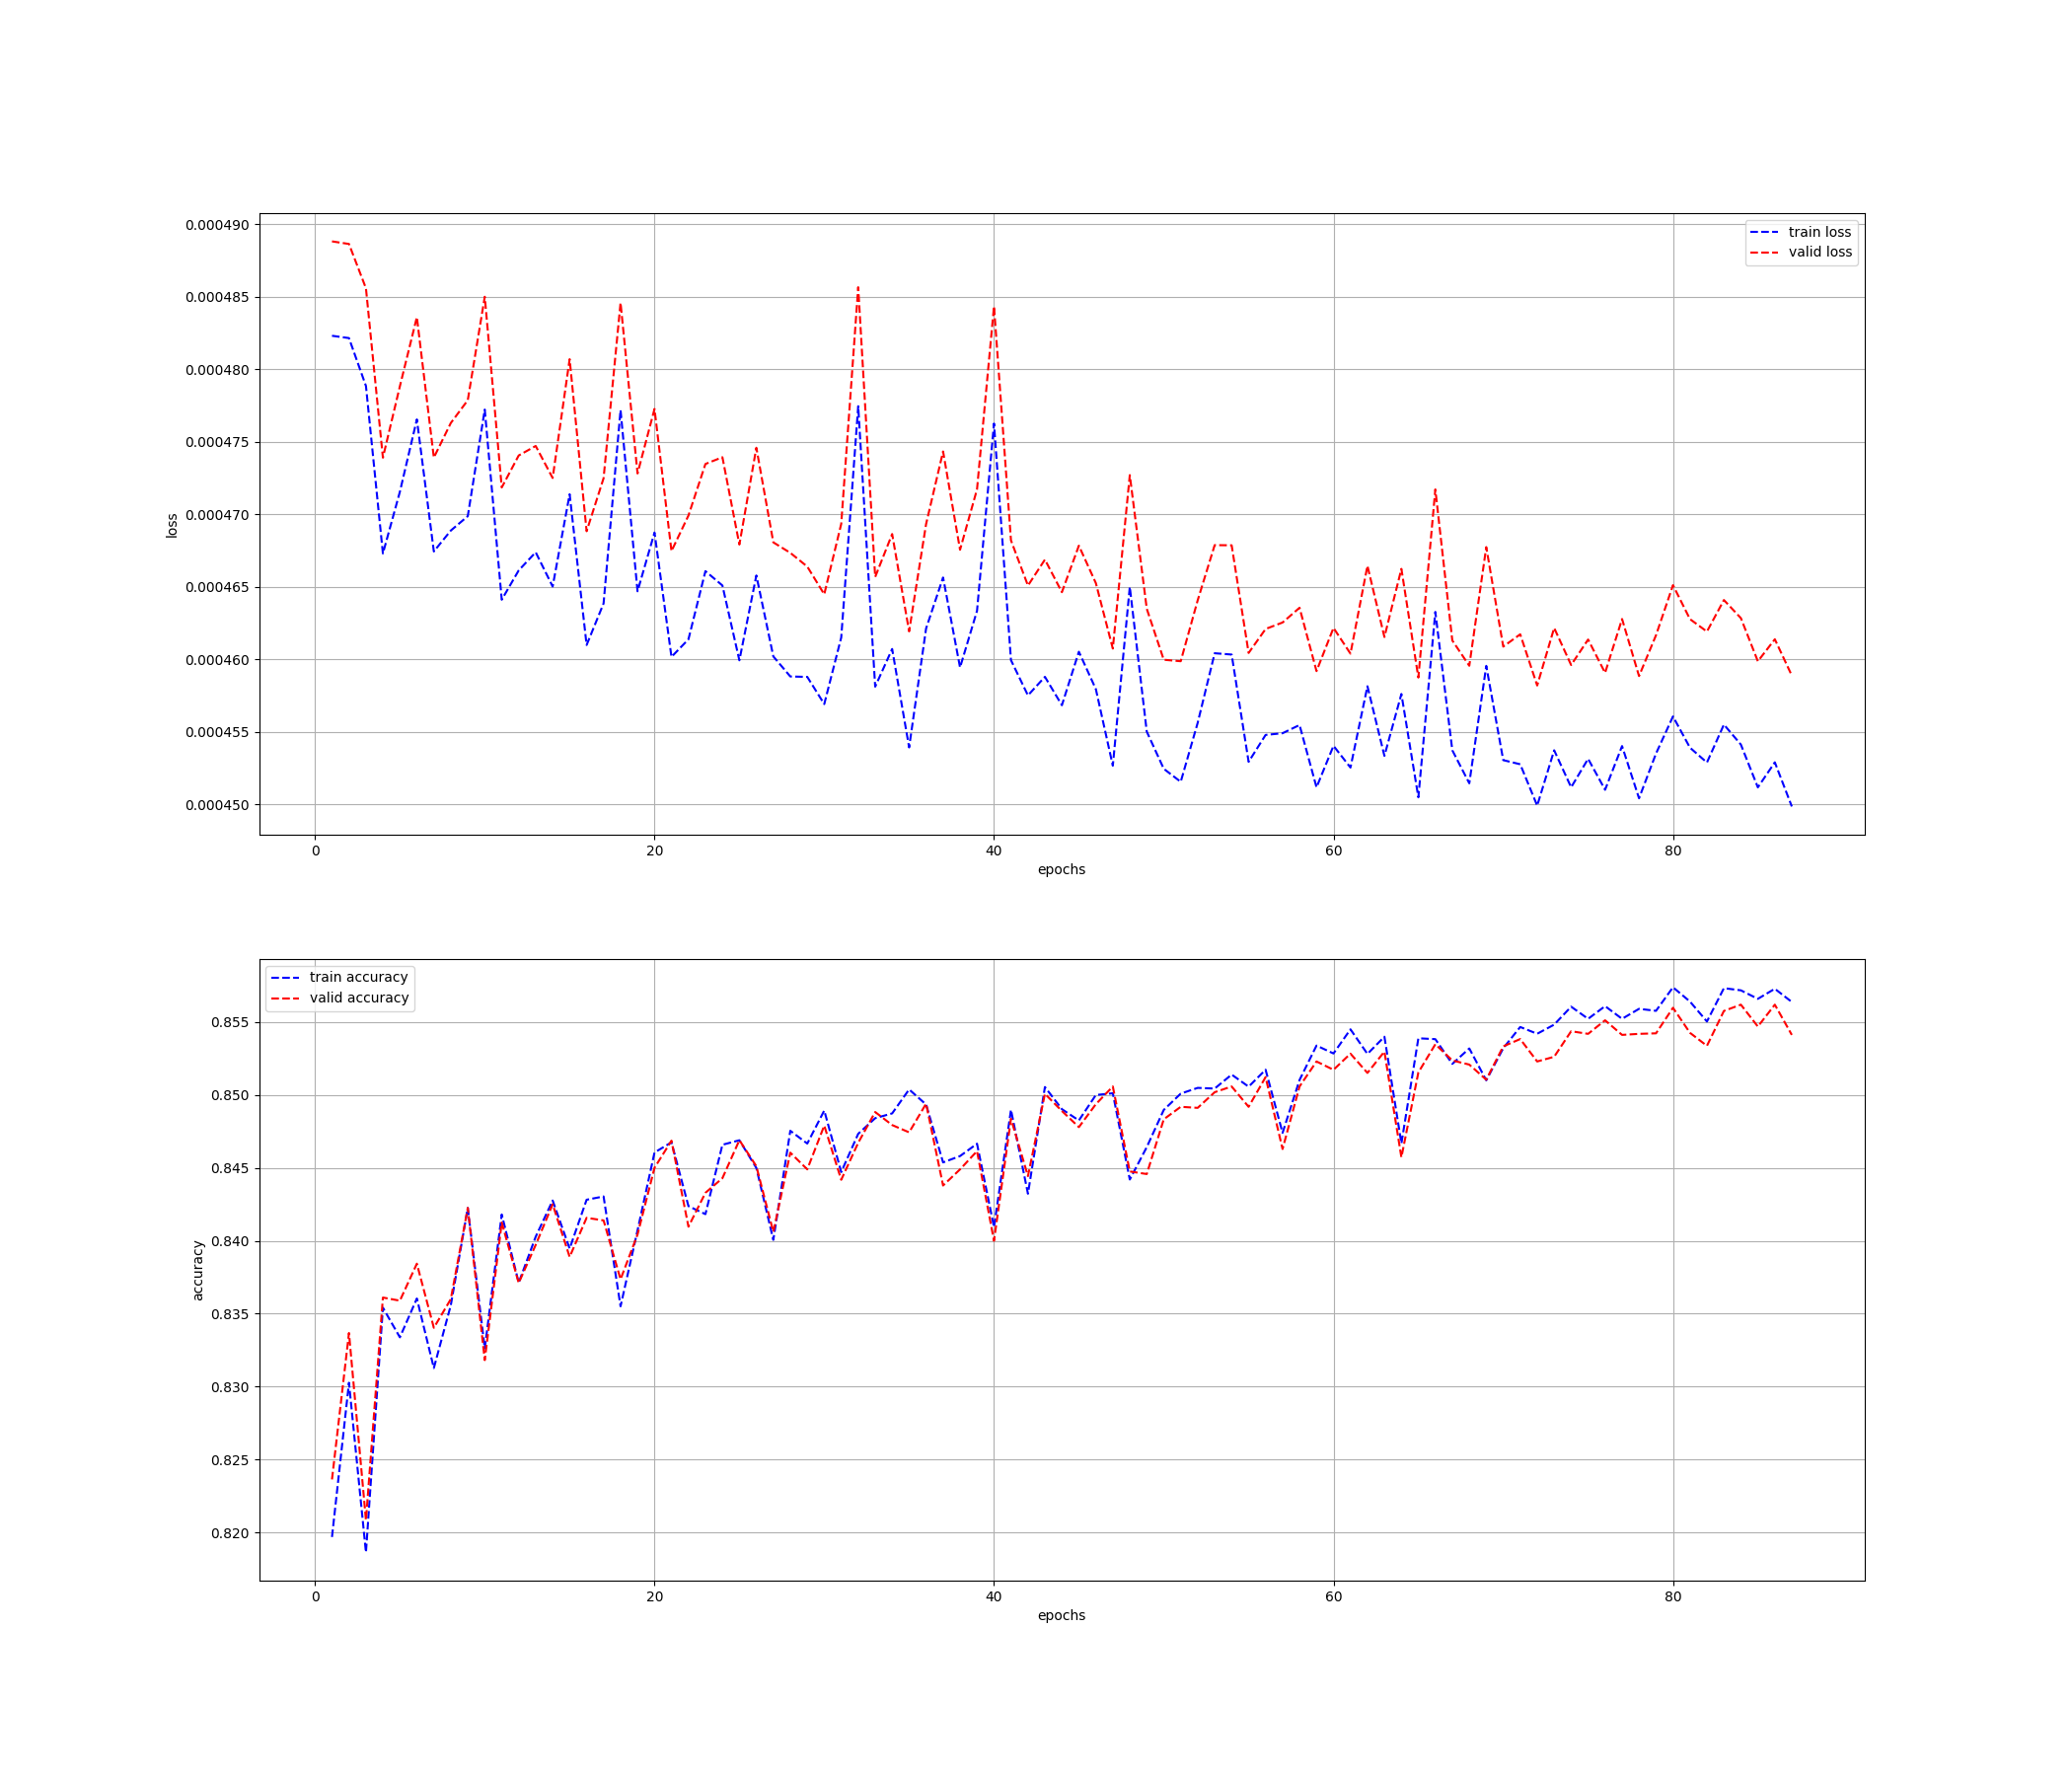 0.000490
0.000485
0.000480
0.000475
0.000470
0.000465
0.000460
0.000455
0.000450
loss
train loss
valid loss
0 20 40 60 80
epochs
train accuracy
valid accuracy
0.855
0.850
0.845
0.840
0.835
0.830
0.825
0.820
accuracy
0 20 40 60 80
epochs